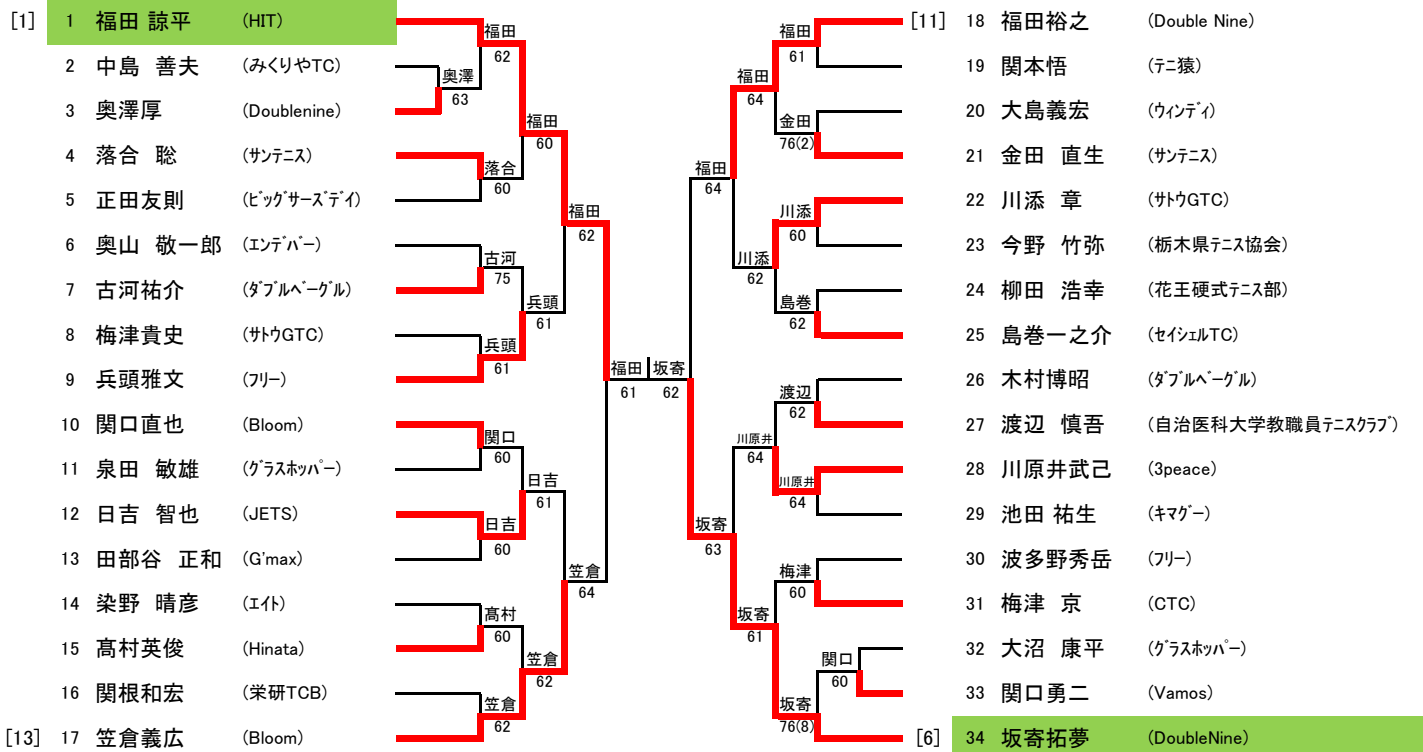 [1] 1 福田 諒平 (HIT)
2 中島 善夫 (みくりやTC)
3 奥澤厚 (Doublenine)
4 落合 聡 (サンテニス)
5 正田友則 (ビッグサーズデイ)
6 奥山 敬一郎 (エンデバー)
7 古河祐介 (ダブルベーグル)
8 梅津貴史 (サトウGTC)
9 兵頭雅文 (フリー)
10 関口直也 (Bloom)
11 泉田 敏雄 (グラスホッパー)
12 日吉 智也 (JETS)
13 田部谷 正和 (G'max)
14 染野 晴彦 (エイト)
15 髙村英俊 (Hinata)
16 関根和宏 (栄研TCB)
[13] 17 笠倉義広 (Bloom)
福田
62
奥澤
63
落合
60
古河
75
兵頭
61
関口
60
日吉
60
髙村
60
笠倉
62
福田
60
兵頭
61
日吉
61
笠倉
62
福田
62
笠倉
64
福田 坂寄
61 62
福田
64
坂寄
63
福田
64
川添
62
川原井
64
坂寄
61
福田
61
金田
76(2)
川添
60
島巻
62
渡辺
62
川原井
64
梅津
60
関口
60
坂寄
76(8)
[11] 18 福田裕之 (Double Nine)
19 関本悟 (テニ猿)
20 大島義宏 (ウィンディ)
21 金田 直生 (サンテニス)
22 川添 章 (サトウGTC)
23 今野 竹弥 (栃木県テニス協会)
24 柳田 浩幸 (花王硬式テニス部)
25 島巻一之介 (セイシェルTC)
26 木村博昭 (ダブルベーグル)
27 渡辺 慎吾 (自治医科大学教職員テニスクラブ)
28 川原井武己 (3peace)
29 池田 祐生 (キマグー)
30 波多野秀岳 (フリー)
31 梅津 京 (CTC)
32 大沼 康平 (グラスホッパー)
33 関口勇二 (Vamos)
[6] 34 坂寄拓夢 (DoubleNine)